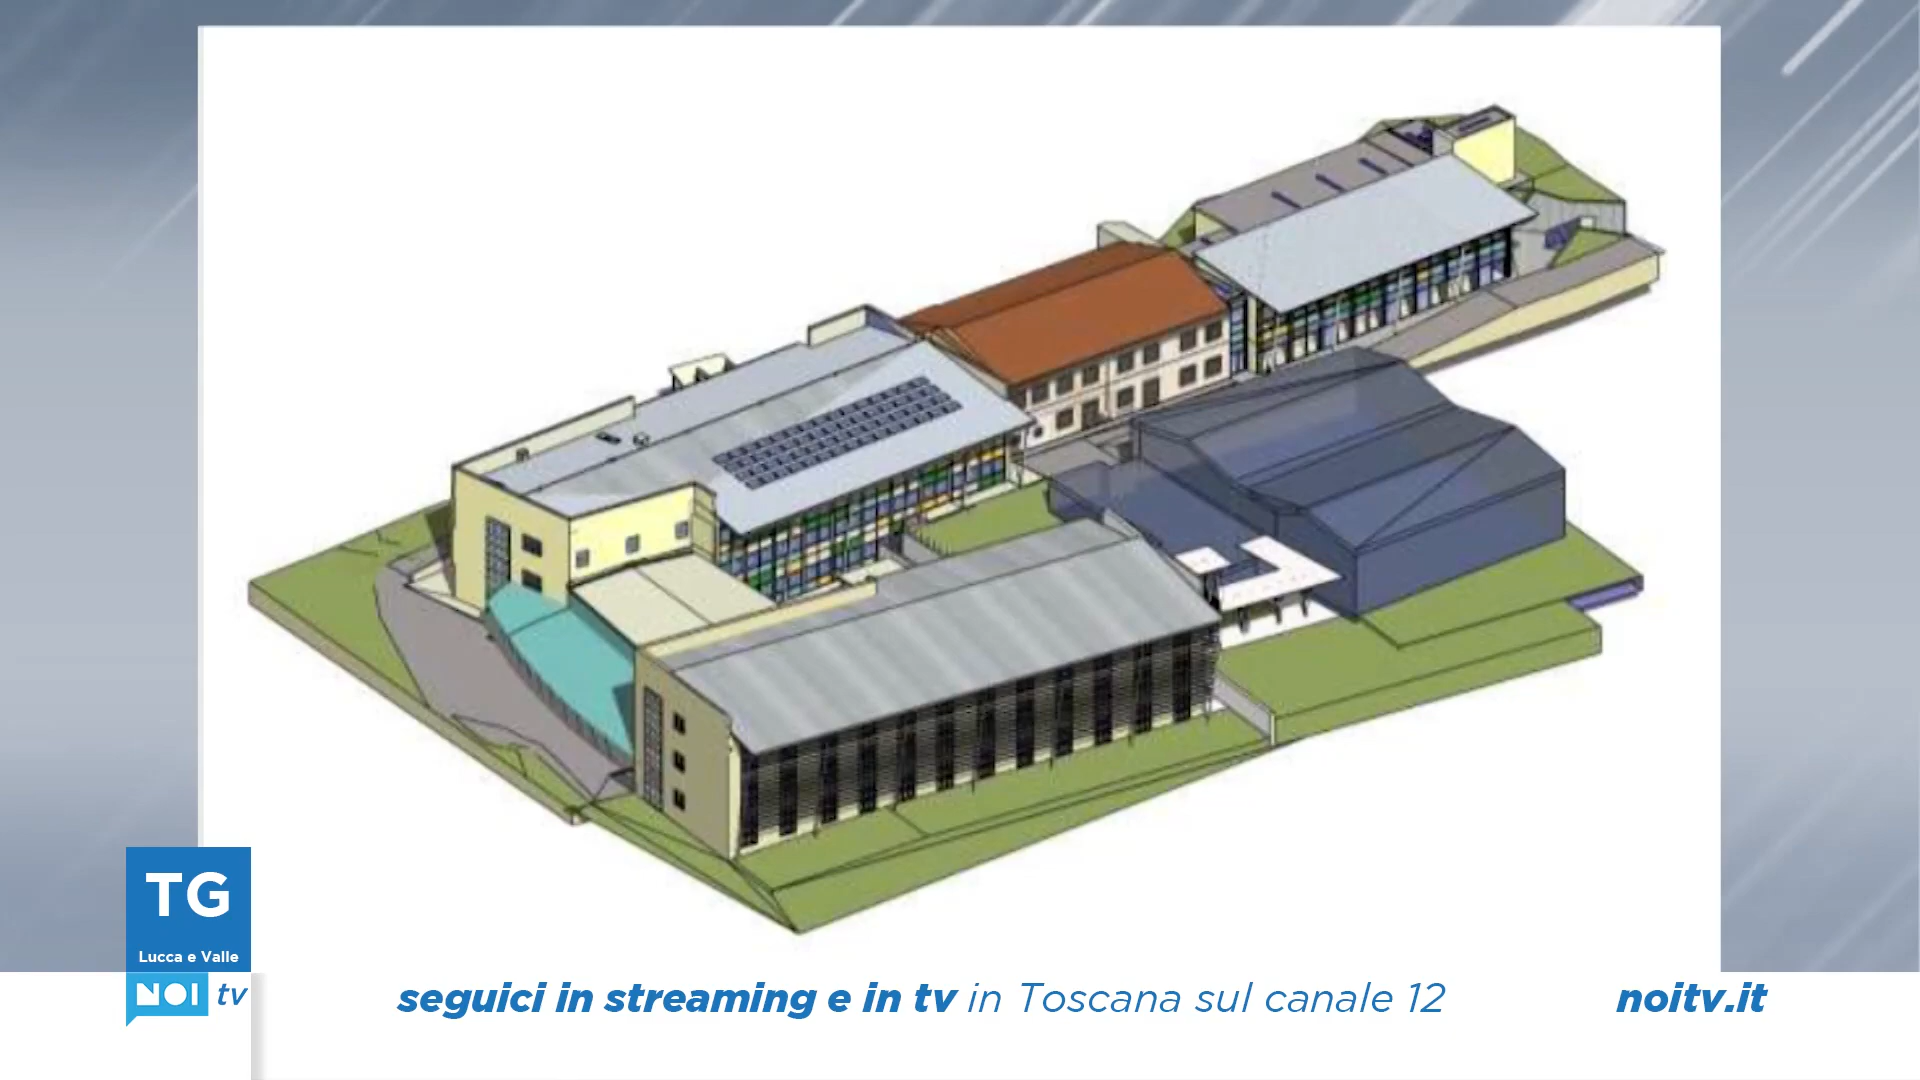 TG
Lucca e Valle
NOI tv
seguici in streaming e in tv in Toscana sul canale 12
noitv.it